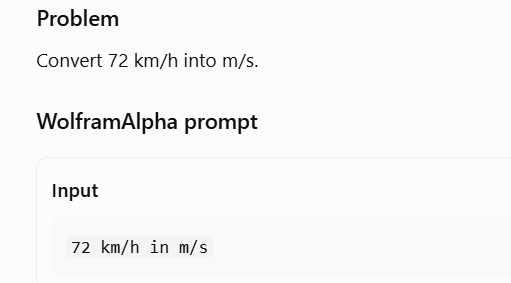 Problem
Convert 72 km/h into m/s.
WolframAlpha prompt
Input
72 km/h in m/s